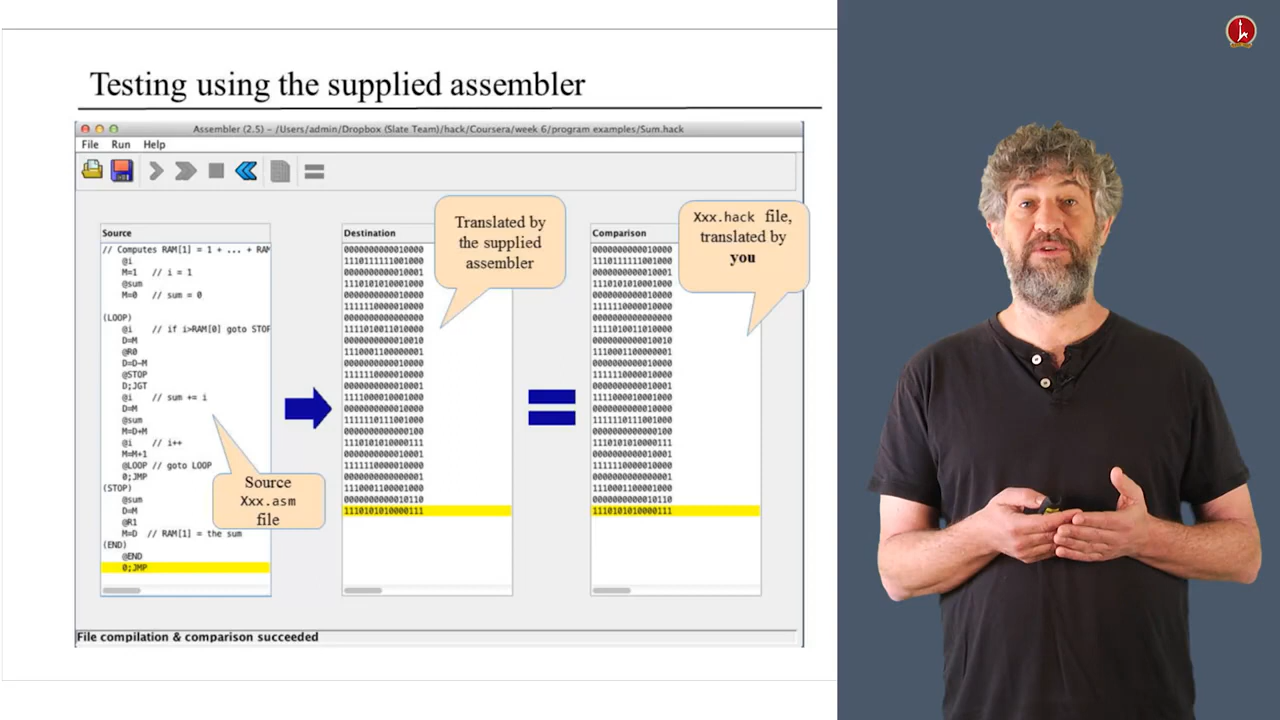 Testing using the supplied assembler
Assembler (2.5) - /Users/admin/Dropbox (Slate Team)/hack/Coursera/week 6/program examples/Sum.hack
File Run Help
Source
// Computes RAM[1] = 1 + ... + RAM
@i
M=1 // i = 1
@sum
M=0 // sum = 0
(LOOP)
@i // if i>RAM[0] goto STOP
D=M
@R0
D=D-M
@STOP
D;JGT
@i // sum += i
D=M
@sum
M=D+M
@i // i++
M=M+1
@LOOP // goto LOOP
0;JMP
(STOP)
@sum
D=M
@R1
M=D // RAM[1] = the sum
(END)
@END
0;JMP
Source
Xxx.asm
file
Destination
0000000000010000
1110111111001000
0000000000010001
1110101010001000
0000000000010000
1111110000010000
0000000000000000
1111010011010000
0000000000010010
1110001100000001
0000000000010000
1111110000010000
0000000000010001
1111000010001000
0000000000010000
1111110111001000
0000000000000100
1110101010000111
0000000000010001
1111110000010000
0000000000000001
1110001100001000
0000000000010110
1110101010000111
Translated by
the supplied
assembler
Comparison
0000000000010000
1110111111001000
0000000000010001
1110101010001000
0000000000010000
1111110000010000
0000000000000000
1111010011010000
0000000000010010
1110001100000001
0000000000010000
1111110000010000
0000000000010001
1111000010001000
0000000000010000
1111110111001000
0000000000000100
1110101010000111
0000000000010001
1111110000010000
0000000000000001
1110001100001000
0000000000010110
1110101010000111
Xxx.hack file,
translated by
you
File compilation & comparison succeeded